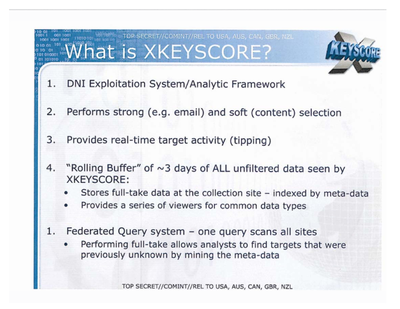 TOP SECRET//COMINT//REL TO USA, AUS, CAN, GBR, NZL
What is XKEYSCORE?
XKEYSCORE
1. DNI Exploitation System/Analytic Framework
2. Performs strong (e.g. email) and soft (content) selection
3. Provides real-time target activity (tipping)
4. "Rolling Buffer" of ~3 days of ALL unfiltered data seen by
XKEYSCORE:
• Stores full-take data at the collection site – indexed by meta-data
• Provides a series of viewers for common data types
1. Federated Query system – one query scans all sites
• Performing full-take allows analysts to find targets that were
previously unknown by mining the meta-data
TOP SECRET//COMINT//REL TO USA, AUS, CAN, GBR, NZL